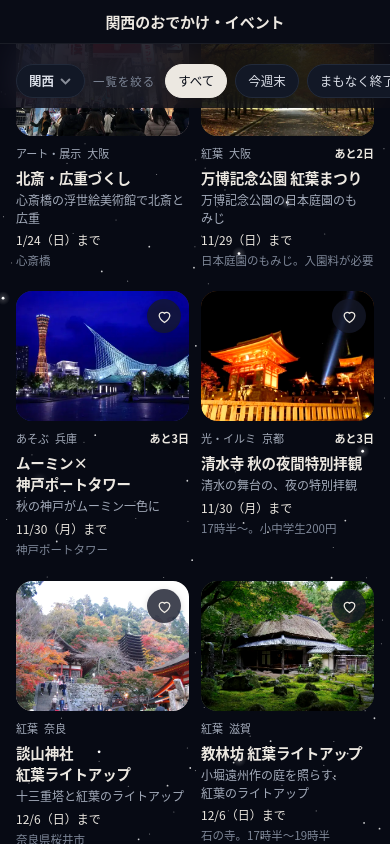 関西のおでかけ・イベント
関西 一覧を絞る すべて 今週末 まもなく終了
アート・展示 大阪
北斎・広重づくし
心斎橋の浮世絵美術館で北斎と
広重
1/24（日）まで
心斎橋
紅葉 大阪 あと2日
万博記念公園 紅葉まつり
万博記念公園の日本庭園のも
みじ
11/29（日）まで
日本庭園のもみじ。入園料が必要
あそぶ 兵庫 あと3日
ムーミン×
神戸ポートタワー
秋の神戸がムーミン一色に
11/30（月）まで
神戸ポートタワー
光・イルミ 京都 あと3日
清水寺 秋の夜間特別拝観
清水の舞台の、夜の特別拝観
11/30（月）まで
17時半〜。小中学生200円
紅葉 奈良
談山神社
紅葉ライトアップ
十三重塔と紅葉のライトアップ
12/6（日）まで
奈良県桜井市
紅葉 滋賀
教林坊 紅葉ライトアップ
小堀遠州作の庭を照らす、
紅葉のライトアップ
12/6（日）まで
石の寺。17時半〜19時半